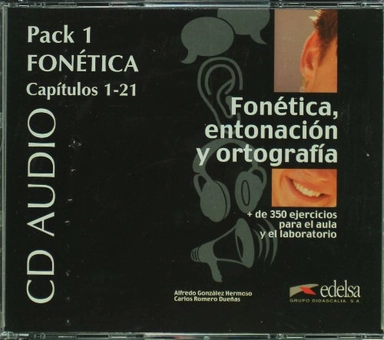 Pack 1
FONÉTICA
Capítulos 1-21
CD AUDIO
Fonética,
entonación
y ortografía
+ de 350 ejercicios
para el aula
y el laboratorio
Alfredo González Hermoso
Carlos Romero Dueñas
edelsa
GRUPO DIDASCALIA, S.A.